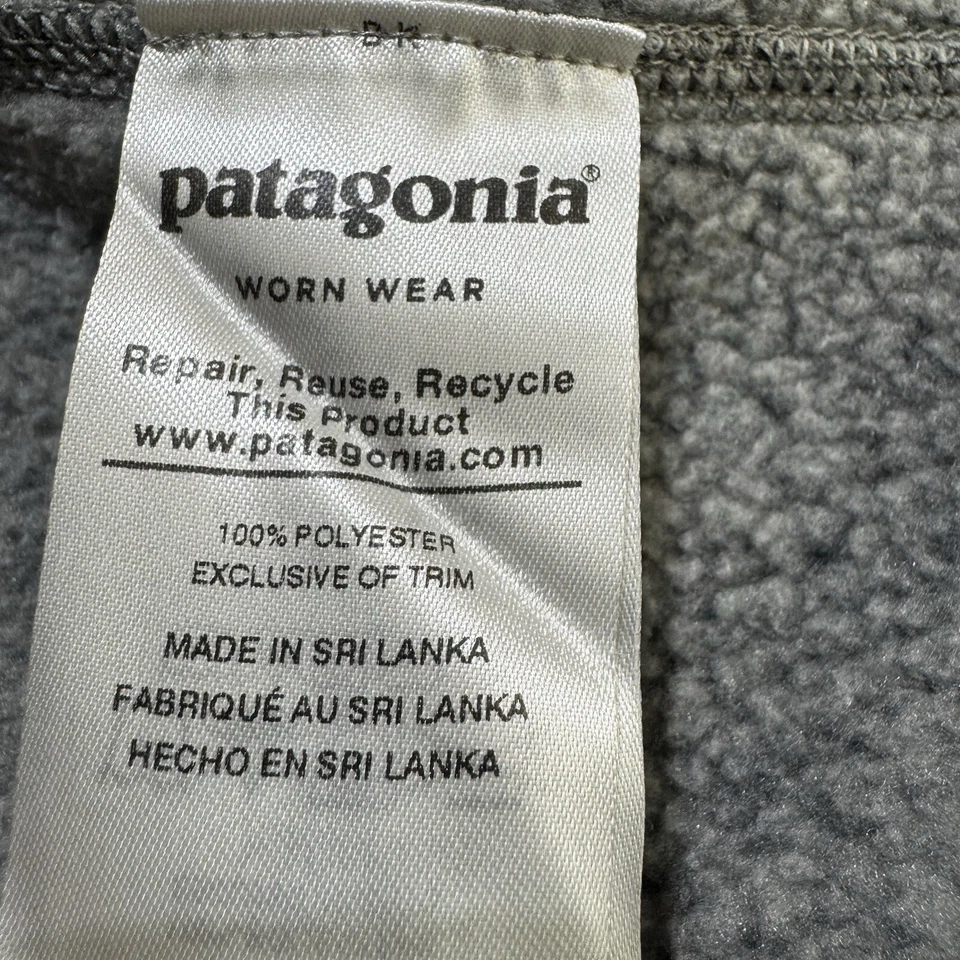 BK
patagonia®
WORN WEAR
Repair, Reuse, Recycle
This Product
www.patagonia.com
100% POLYESTER
EXCLUSIVE OF TRIM
MADE IN SRI LANKA
FABRIQUÉ AU SRI LANKA
HECHO EN SRI LANKA